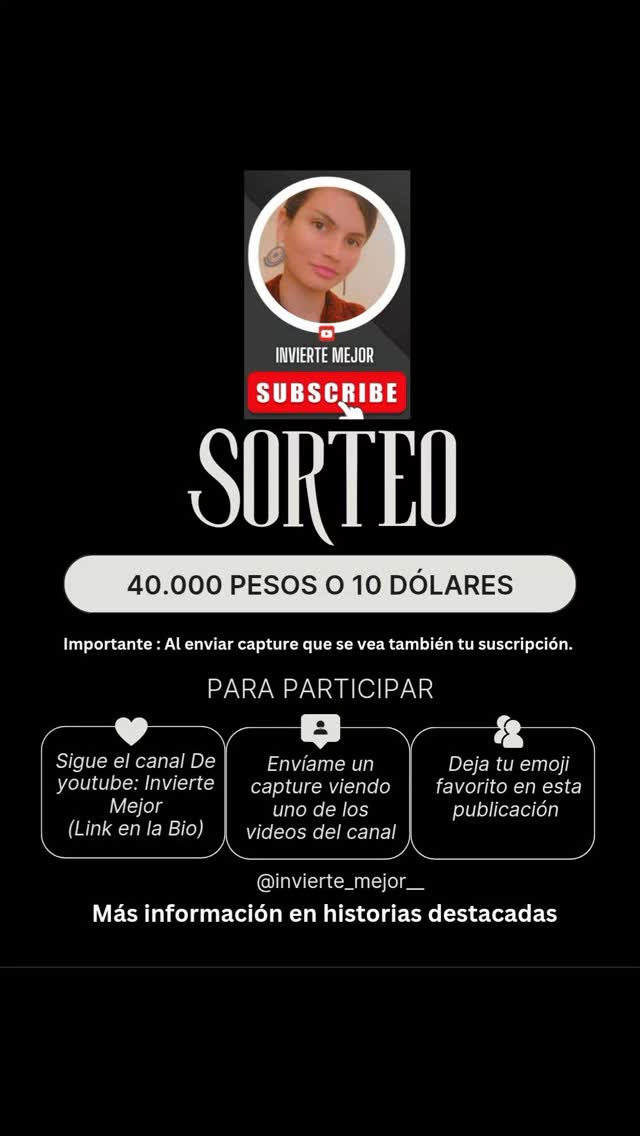 INVIERTE MEJOR
SUBSCRIBE
SORTEO
40.000 PESOS O 10 DÓLARES
Importante : Al enviar capture que se vea también tu suscripción.
PARA PARTICIPAR
Sigue el canal De
youtube: Invierte
Mejor
(Link en la Bio)
Envíame un
capture viendo
uno de los
videos del canal
Deja tu emoji
favorito en esta
publicación
@invierte_mejor__
Más información en historias destacadas